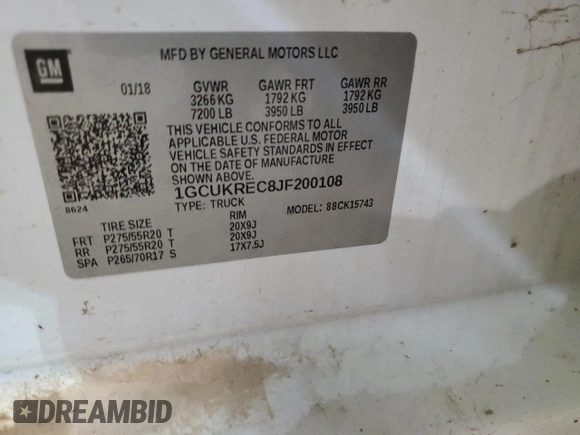 MFD BY GENERAL MOTORS LLC
GM
01/18 GVWR GAWR FRT GAWR RR
3266 KG 1792 KG 1792 KG
7200 LB 3950 LB 3950 LB
THIS VEHICLE CONFORMS TO ALL
APPLICABLE U.S. FEDERAL MOTOR
VEHICLE SAFETY STANDARDS IN EFFECT
ON THE DATE OF MANUFACTURE
SHOWN ABOVE.
1GCUKREC8JF200108
8624
TYPE: TRUCK MODEL: 88CK15743
TIRE SIZE RIM
FRT P275/55R20 T 20X9J
RR P275/55R20 T 20X9J
SPA P265/70R17 S 17X7.5J
DREAMBID